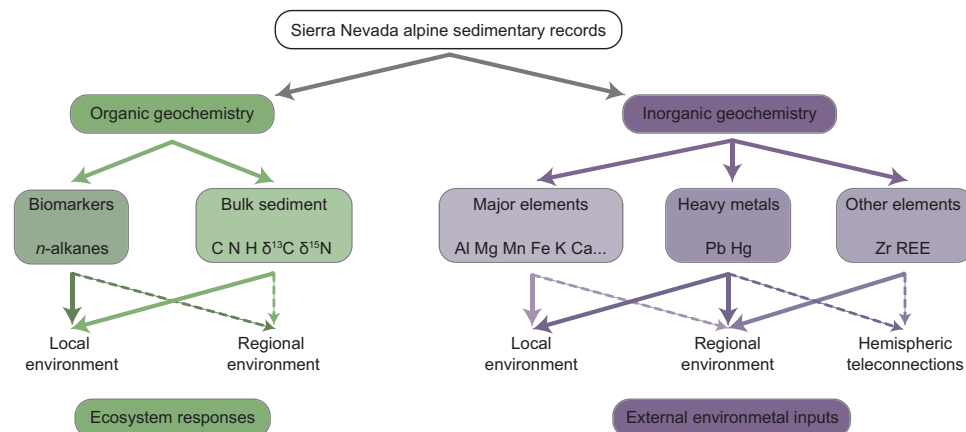 Sierra Nevada alpine sedimentary records
Organic geochemistry
Inorganic geochemistry
Biomarkers
n-alkanes
Bulk sediment
C N H δ¹³C δ¹⁵N
Major elements
Al Mg Mn Fe K Ca...
Heavy metals
Pb Hg
Other elements
Zr REE
Local
environment
Regional
environment
Local
environment
Regional
environment
Hemispheric
teleconnections
Ecosystem responses
External environmetal inputs